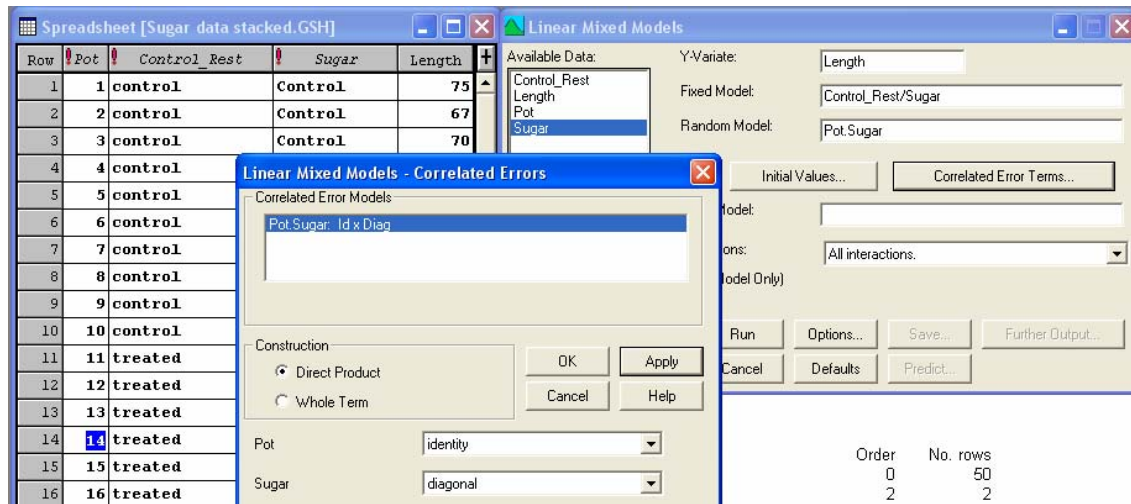 Spreadsheet [Sugar data stacked.GSH]
Row Pot Control_Rest Sugar Length +
1 1 control Control 75
2 2 control Control 67
3 3 control Control 70
4 4 control
5 5 control
6 6 control
7 7 control
8 8 control
9 9 control
10 10 control
11 11 treated
12 12 treated
13 13 treated
14 14 treated
15 15 treated
16 16 treated
Linear Mixed Models
Available Data:
Control_Rest
Length
Pot
Sugar
Y-Variate: Length
Fixed Model: Control_Rest/Sugar
Random Model: Pot.Sugar
Initial Values... Correlated Error Terms...
Model:
ons: All interactions.
Model Only)
Run Options... Save... Further Output...
Cancel Defaults Predict...
Linear Mixed Models - Correlated Errors
Correlated Error Models
Pot.Sugar: Id x Diag
Construction
Direct Product
Whole Term
OK Apply
Cancel Help
Pot identity
Sugar diagonal
Order No. rows
0 50
2 2